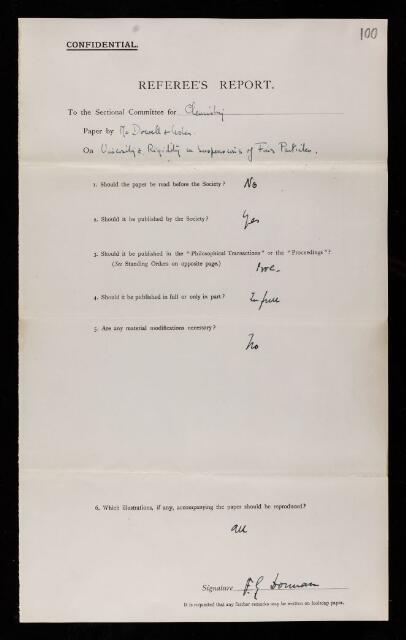 100
CONFIDENTIAL.
REFEREE'S REPORT.
To the Sectional Committee for Chemistry
Paper by McDowell & Usher.
On Viscosity & Rigidity in Suspensions of Fine Particles.
1. Should the paper be read before the Society? No
2. Should it be published by the Society? Yes
3. Should it be published in the "Philosophical Transactions" or the "Proceedings"?
(See Standing Orders on opposite page.) Proc.
4. Should it be published in full or only in part? In full
5. Are any material modifications necessary? No
6. Which illustrations, if any, accompanying the paper should be reproduced?
all
Signature F G Donnan
It is requested that any further remarks may be written on foolscap paper.